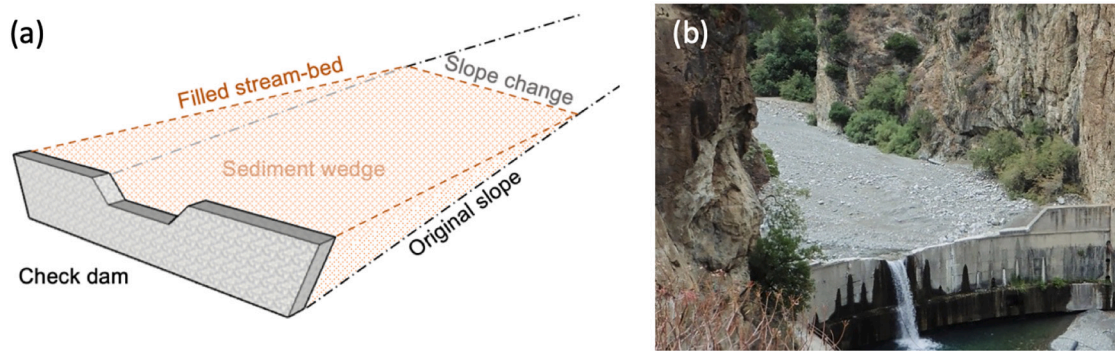 (a)
Filled stream-bed
Slope change
Sediment wedge
Original slope
Check dam
(b)